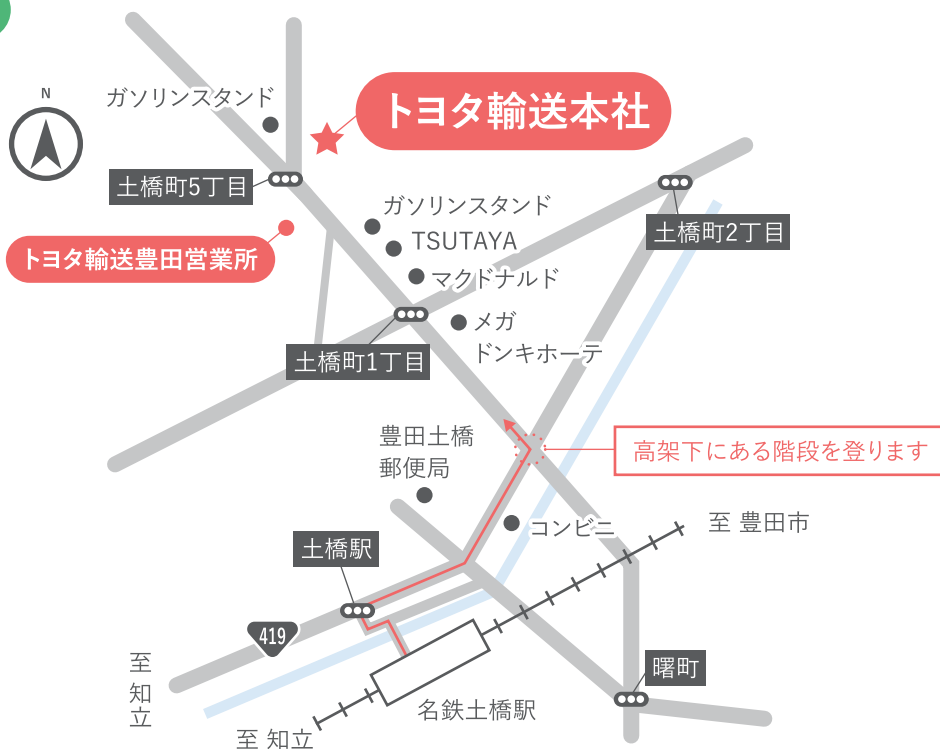 N
ガソリンスタンド
トヨタ輸送本社
土橋町5丁目
ガソリンスタンド
TSUTAYA
土橋町2丁目
トヨタ輸送豊田営業所
マクドナルド
メガ
ドンキホーテ
土橋町1丁目
豊田土橋
郵便局
高架下にある階段を登ります
コンビニ
至 豊田市
土橋駅
419
至 知立
曙町
名鉄土橋駅
至 知立